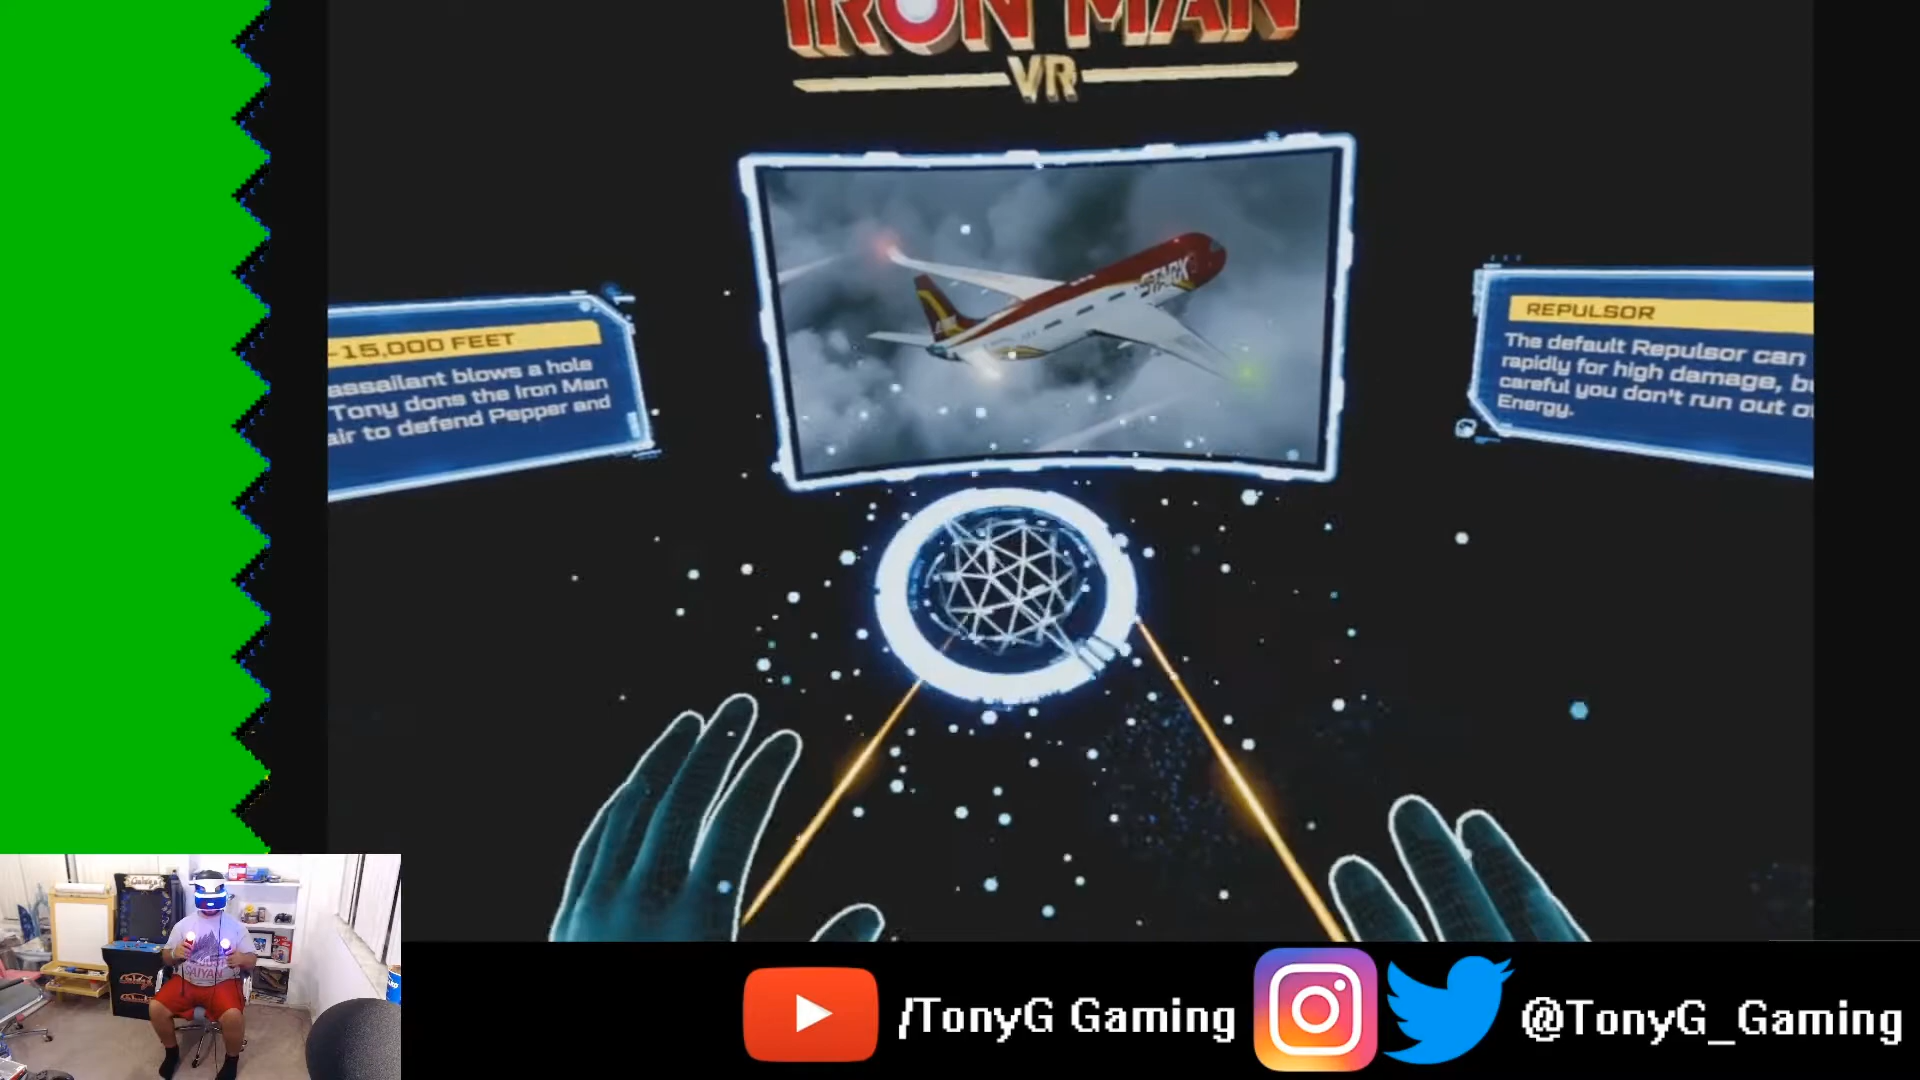 IRON MAN
VR
STARK
-15,000 FEET
assailant blows a hole
Tony dons the Iron Man
air to defend Pepper and
REPULSOR
The default Repulsor can
rapidly for high damage, bu
careful you don't run out o
Energy.
/TonyG Gaming
@TonyG_Gaming
SAIYAN